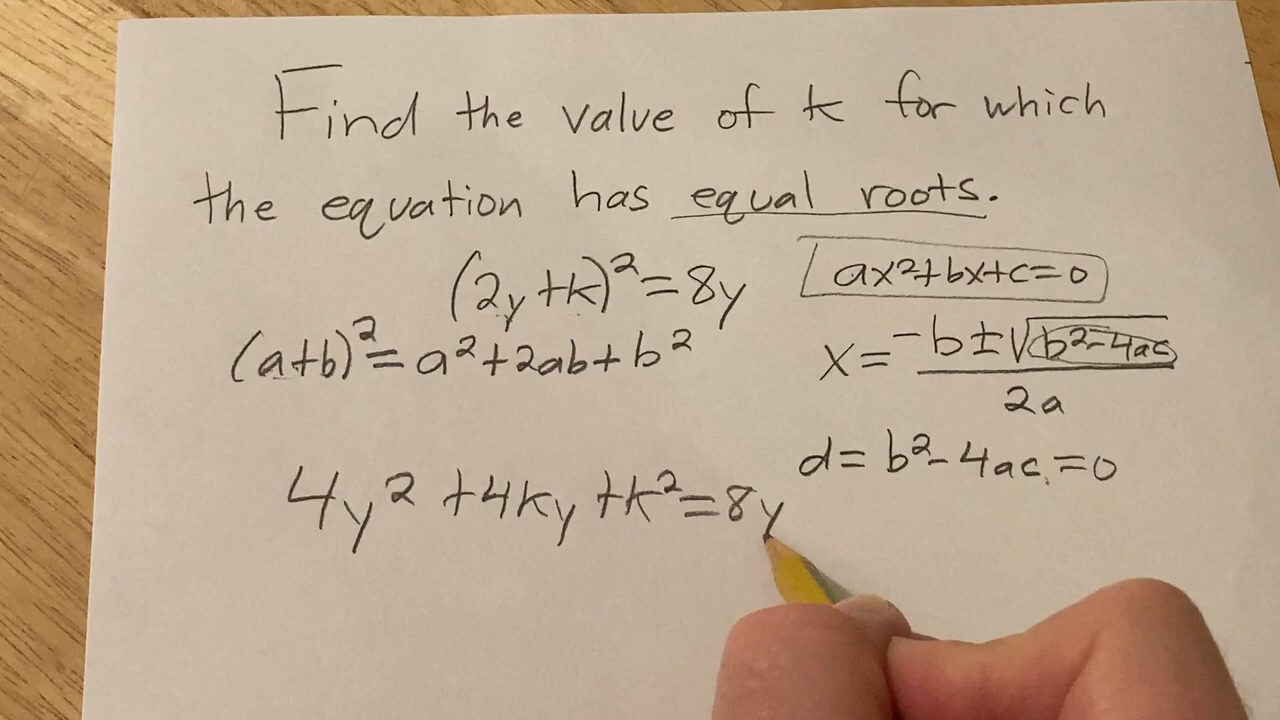 Find the value of k for which
the equation has equal roots.
(2y+k)²=8y
ax²+bx+c=0
(a+b)²=a²+2ab+b²
x=-b±√b²-4ac
2a
d=b²-4ac=0
4y²+4ky+k²=8y